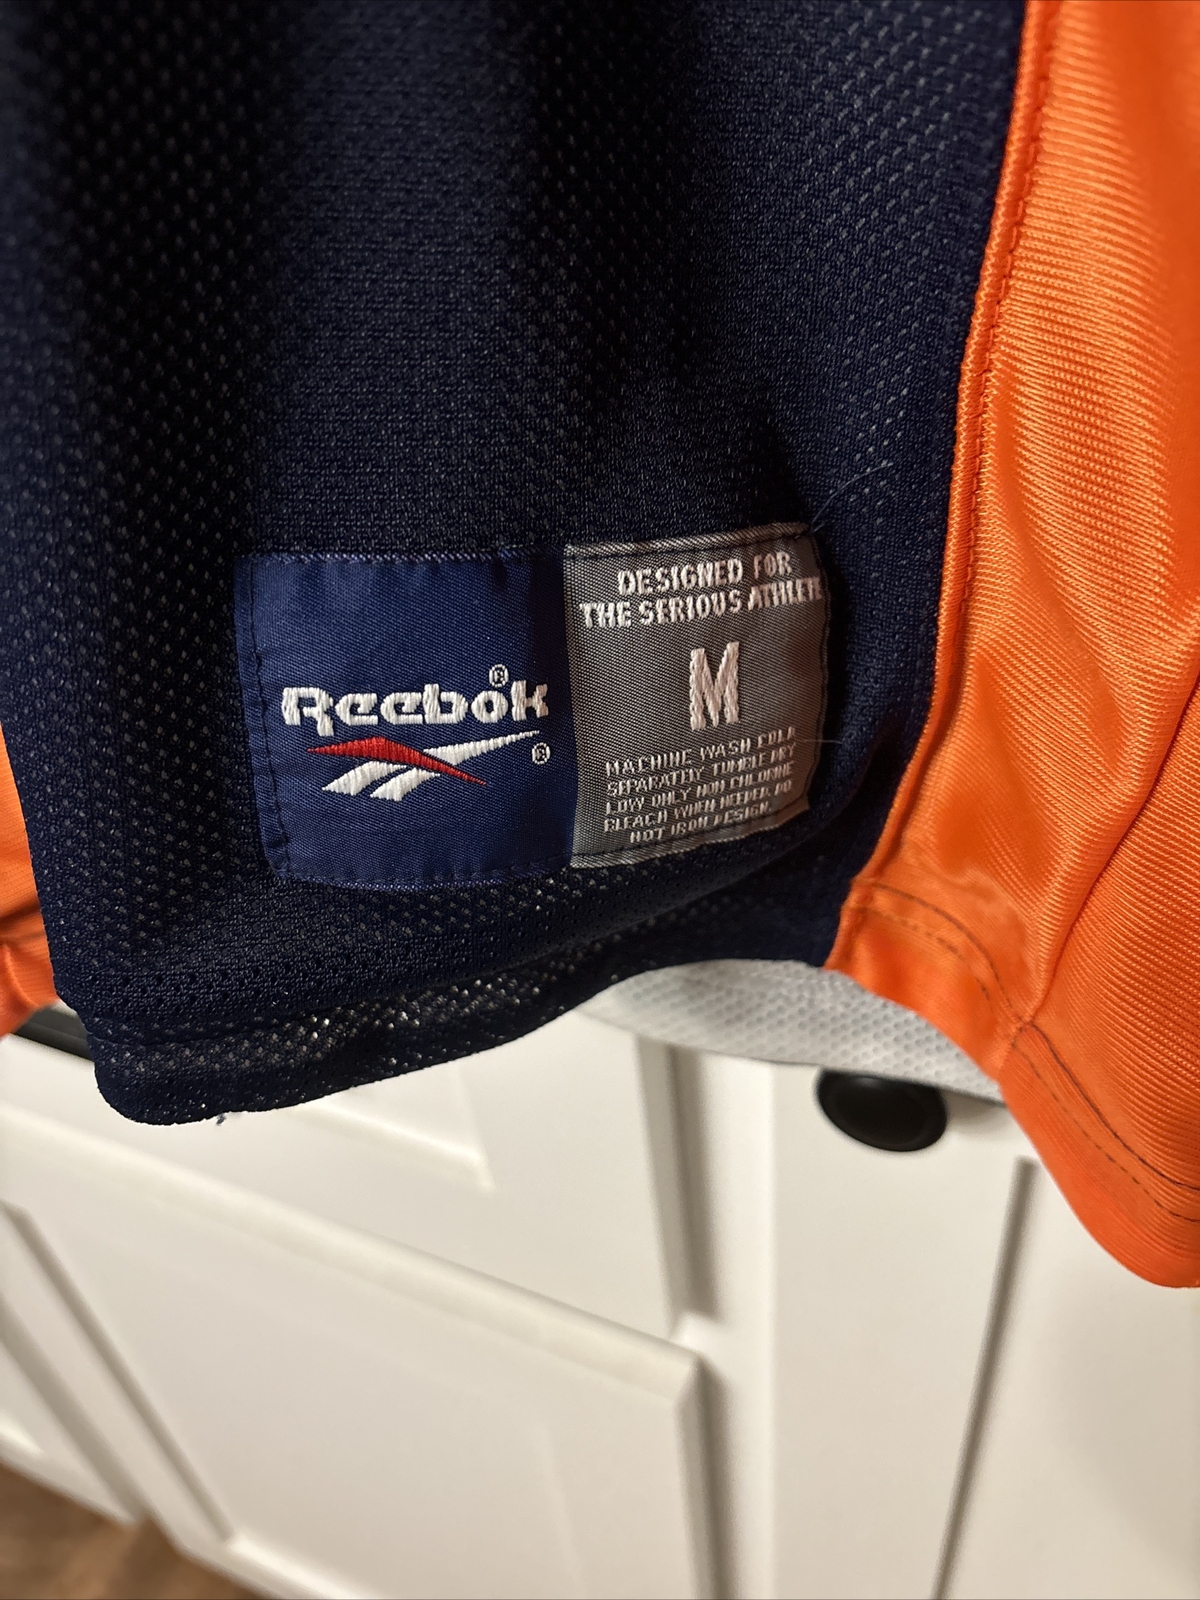 Reebok®
®
DESIGNED FOR
THE SERIOUS ATHLETE
M
MACHINE WASH COLD
SEPARATELY TUMBLE DRY
LOW ONLY NON CHLORINE
BLEACH WHEN NEEDED DO
NOT IRON DESIGN